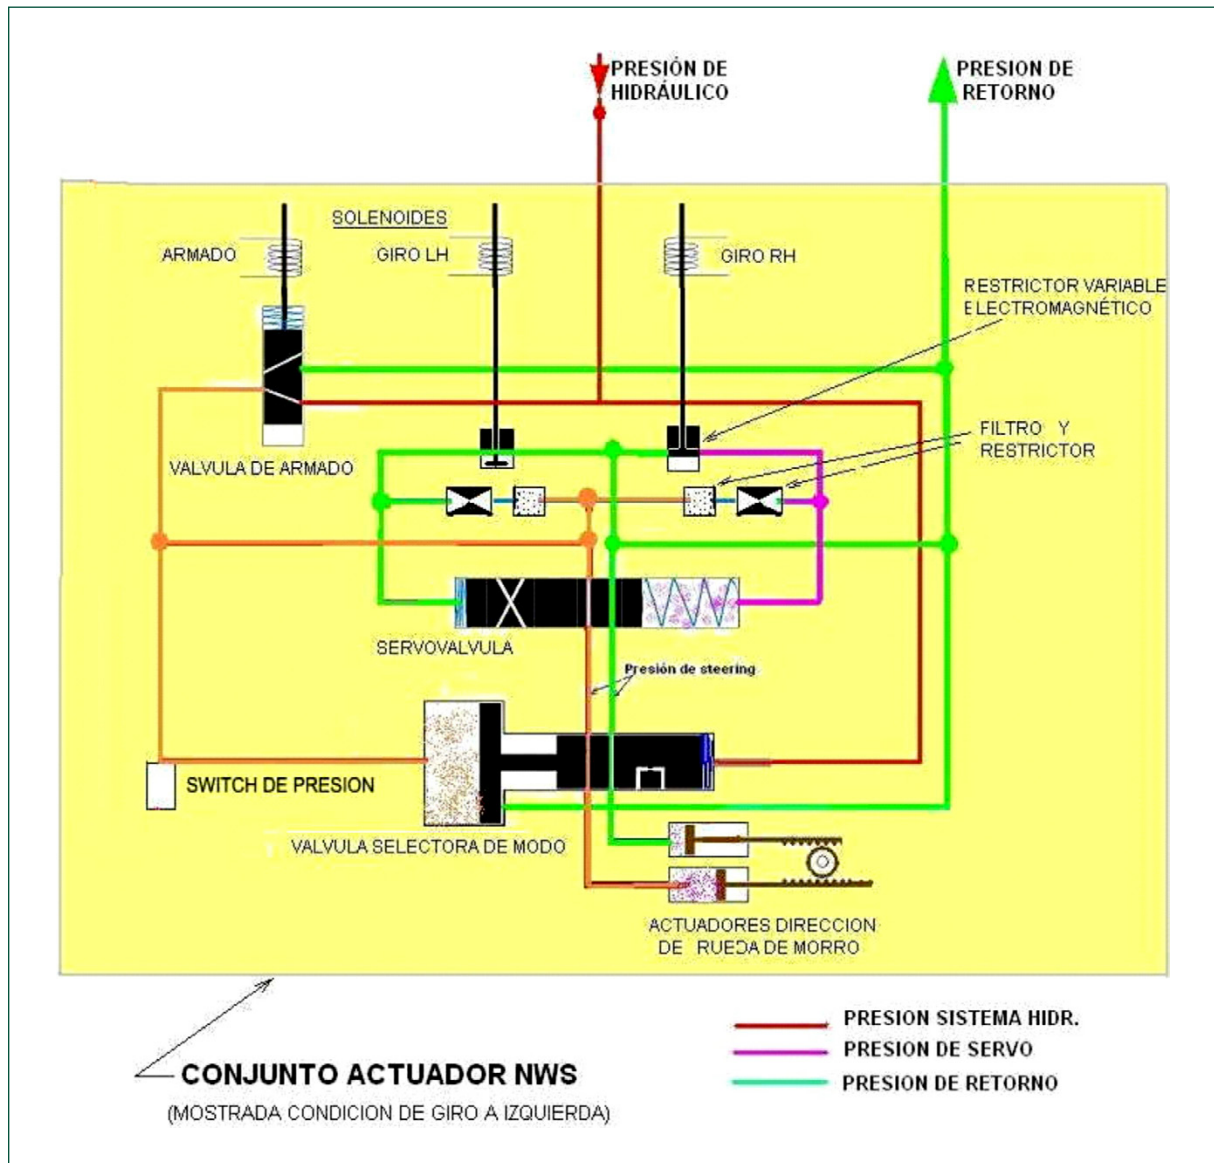 PRESIÓN DE
HIDRÁULICO
PRESION DE
RETORNO
SOLENOIDES
ARMADO
GIRO LH
GIRO RH
RESTRICTOR VARIABLE
ELECTROMAGNÉTICO
FILTRO Y
RESTRICTOR
VALVULA DE ARMADO
SERVOVALVULA
Presión de steering
SWITCH DE PRESION
VALVULA SELECTORA DE MODO
ACTUADORES DIRECCION
DE RUEDA DE MORRO
PRESION SISTEMA HIDR.
PRESION DE SERVO
PRESION DE RETORNO
CONJUNTO ACTUADOR NWS
(MOSTRADA CONDICION DE GIRO A IZQUIERDA)